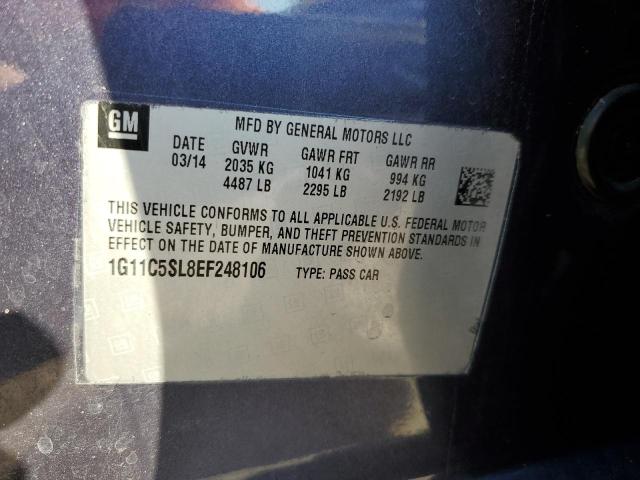 GM
MFD BY GENERAL MOTORS LLC
DATE GVWR GAWR FRT GAWR RR
03/14 2035 KG 1041 KG 994 KG
4487 LB 2295 LB 2192 LB
THIS VEHICLE CONFORMS TO ALL APPLICABLE U.S. FEDERAL MOTOR
VEHICLE SAFETY, BUMPER, AND THEFT PREVENTION STANDARDS IN
EFFECT ON THE DATE OF MANUFACTURE SHOWN ABOVE.
1G11C5SL8EF248106 TYPE: PASS CAR